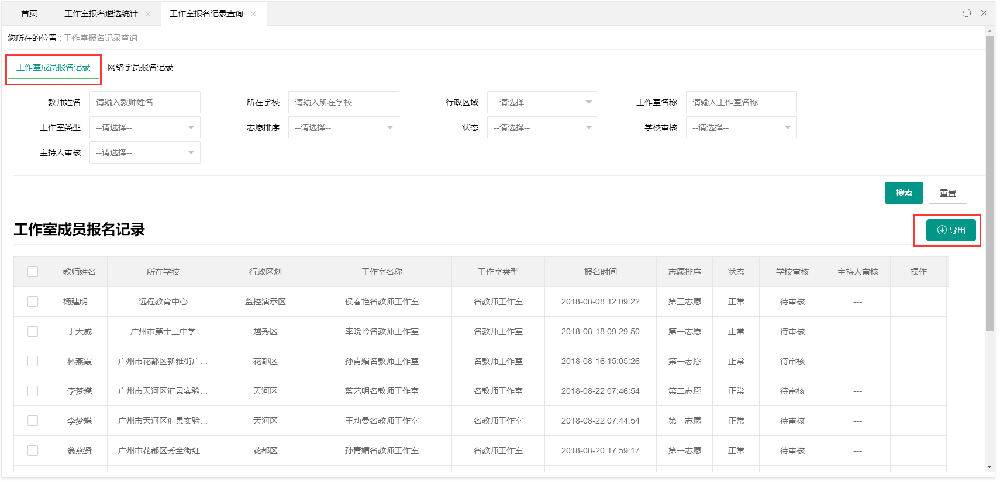 首页 工作室报名遴选统计 工作室报名记录查询
您所在的位置 : 工作室报名记录查询
工作室成员报名记录 网络学员报名记录
教师姓名 请输入教师姓名 所在学校 请输入所在学校 行政区域 --请选择-- 工作室名称 请输入工作室名称
工作室类型 --请选择-- 志愿排序 --请选择-- 状态 --请选择-- 学校审核 --请选择--
主持人审核 --请选择--
搜索 重置
工作室成员报名记录 导出
教师姓名 所在学校 行政区划 工作室名称 工作室类型 报名时间 志愿排序 状态 学校审核 主持人审核 操作
杨建明... 远程教育中心 监控演示区 侯春艳名教师工作室 名教师工作室 2018-08-08 12:09:22 第三志愿 正常 待审核 ---
于天威 广州市第十三中学 越秀区 李晓玲名教师工作室 名教师工作室 2018-08-18 09:29:50 第一志愿 正常 待审核 ---
林燕霞 广州市花都区新雅街广... 花都区 孙青媚名教师工作室 名教师工作室 2018-08-16 15:05:26 第一志愿 正常 待审核 ---
李梦蝶 广州市天河区汇景实验... 天河区 蓝艺明名教师工作室 名教师工作室 2018-08-22 07:46:54 第二志愿 正常 待审核 ---
李梦蝶 广州市天河区汇景实验... 天河区 王莉曼名教师工作室 名教师工作室 2018-08-22 07:44:54 第一志愿 正常 待审核 ---
翁燕贤 广州市花都区秀全街红... 花都区 孙青媚名教师工作室 名教师工作室 2018-08-20 17:59:17 第一志愿 正常 待审核 ---